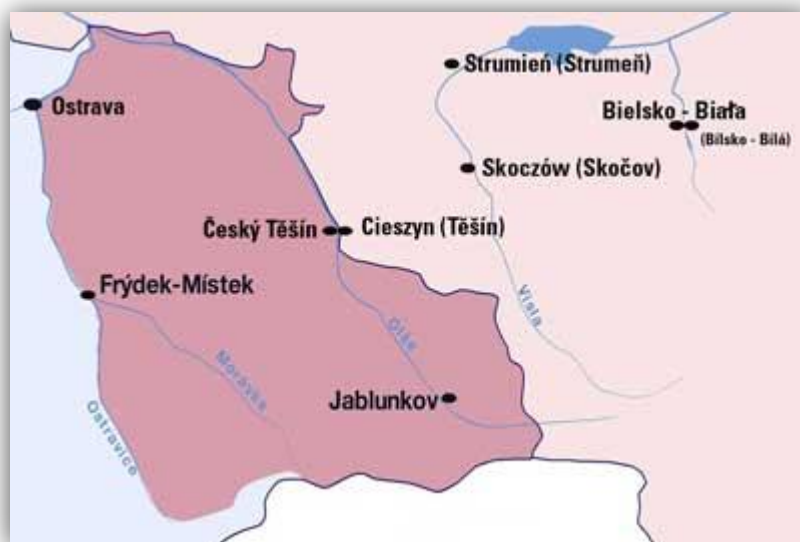 Strumień (Strumeň)
Ostrava
Bielsko - Biała
(Bílsko - Bílá)
Skoczów (Skočov)
Český Těšín
Cieszyn (Těšín)
Frýdek-Místek
Visla
Olše
Morávka
Jablunkov
Ostravice